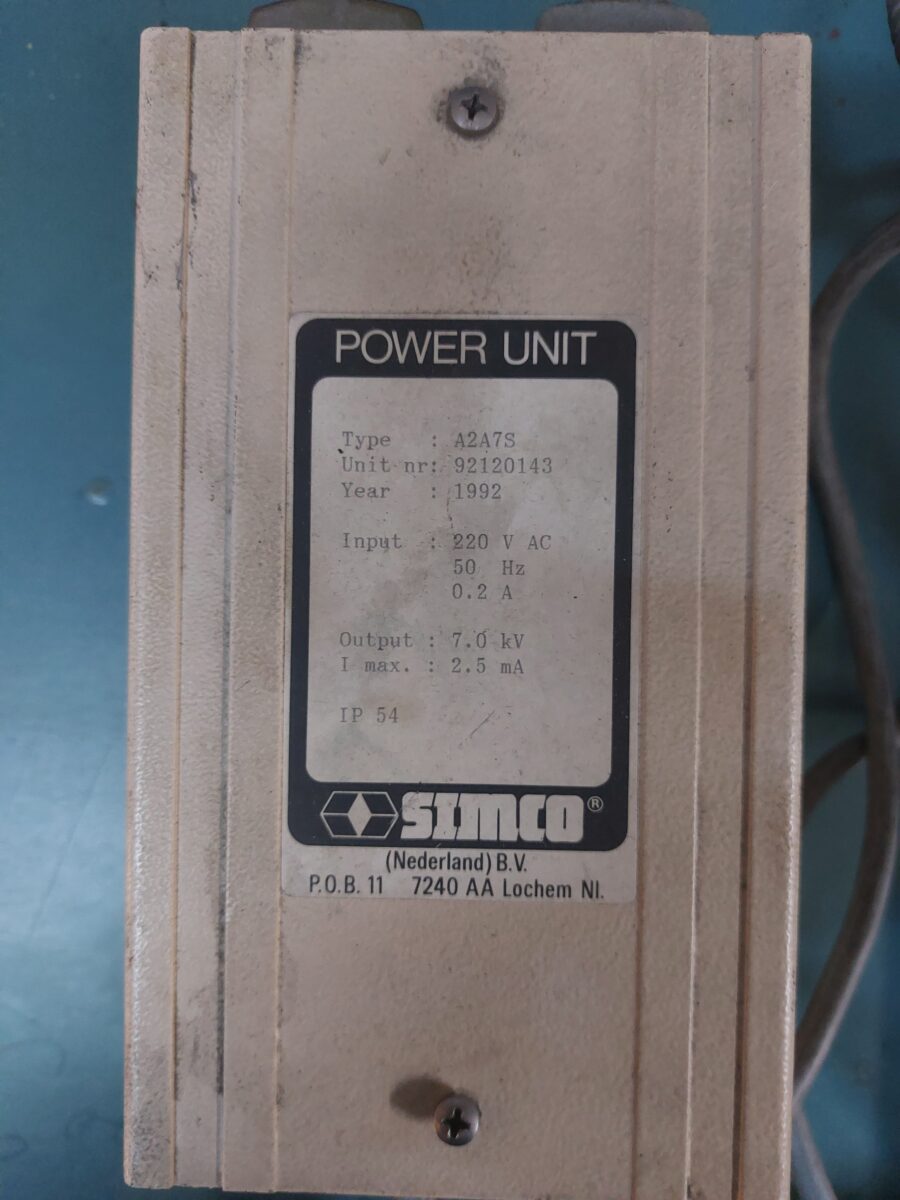 POWER UNIT
Type : A2A7S
Unit nr: 92120143
Year : 1992
Input : 220 V AC
50 Hz
0.2 A
Output : 7.0 kV
I max. : 2.5 mA
IP 54
SIMCO®
(Nederland) B.V.
P.O.B. 11 7240 AA Lochem Nl.